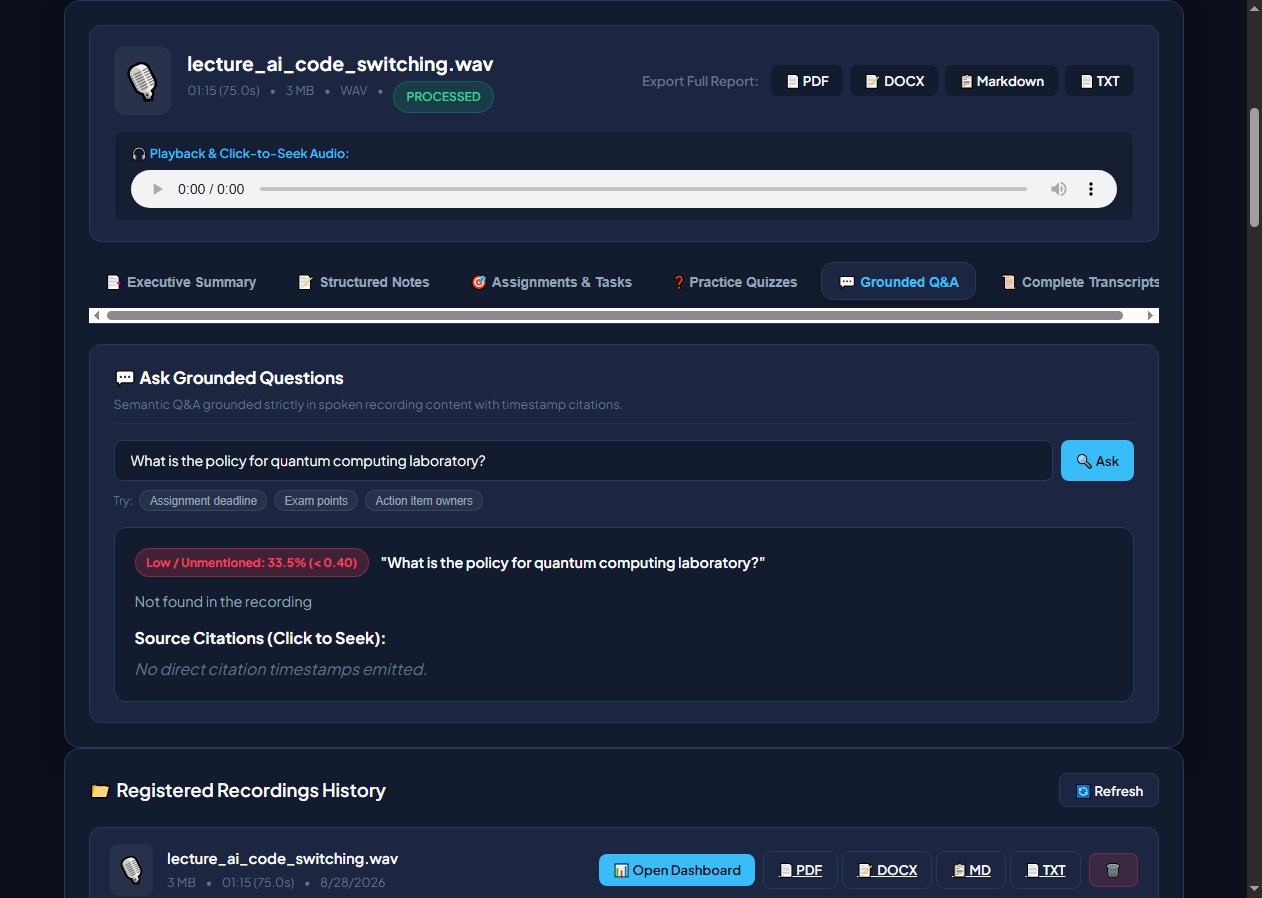 lecture_ai_code_switching.wav
01:15 (75.0s) • 3 MB • WAV • PROCESSED
Export Full Report: PDF DOCX Markdown TXT
Playback & Click-to-Seek Audio:
0:00 / 0:00
Executive Summary Structured Notes Assignments & Tasks Practice Quizzes Grounded Q&A Complete Transcripts
Ask Grounded Questions
Semantic Q&A grounded strictly in spoken recording content with timestamp citations.
What is the policy for quantum computing laboratory? Ask
Try: Assignment deadline Exam points Action item owners
Low / Unmentioned: 33.5% (< 0.40) "What is the policy for quantum computing laboratory?"
Not found in the recording
Source Citations (Click to Seek):
No direct citation timestamps emitted.
Registered Recordings History Refresh
lecture_ai_code_switching.wav
3 MB • 01:15 (75.0s) • 8/28/2026
Open Dashboard PDF DOCX MD TXT